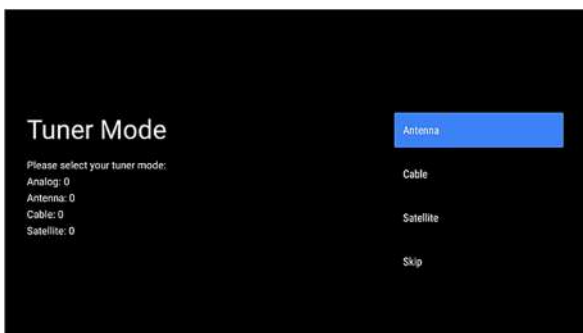 Tuner Mode
Please select your tuner mode:
Analog: 0
Antenna: 0
Cable: 0
Satellite: 0
Antenna
Cable
Satellite
Skip